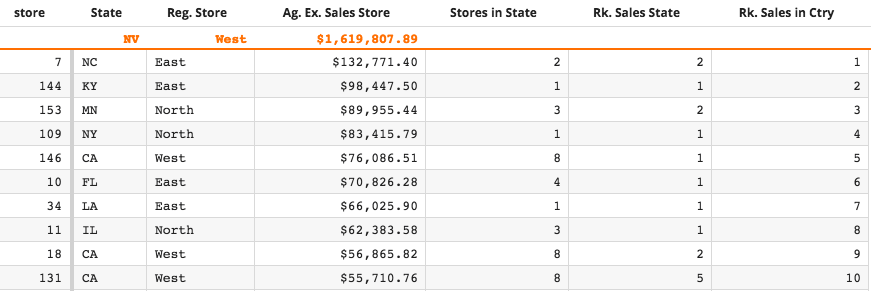 store State Reg. Store Ag. Ex. Sales Store Stores in State Rk. Sales State Rk. Sales in Ctry
NV West $1,619,807.89
7 NC East $132,771.40 2 2 1
144 KY East $98,447.50 1 1 2
153 MN North $89,955.44 3 2 3
109 NY North $83,415.79 1 1 4
146 CA West $76,086.51 8 1 5
10 FL East $70,826.28 4 1 6
34 LA East $66,025.90 1 1 7
11 IL North $62,383.58 3 1 8
18 CA West $56,865.82 8 2 9
131 CA West $55,710.76 8 5 10